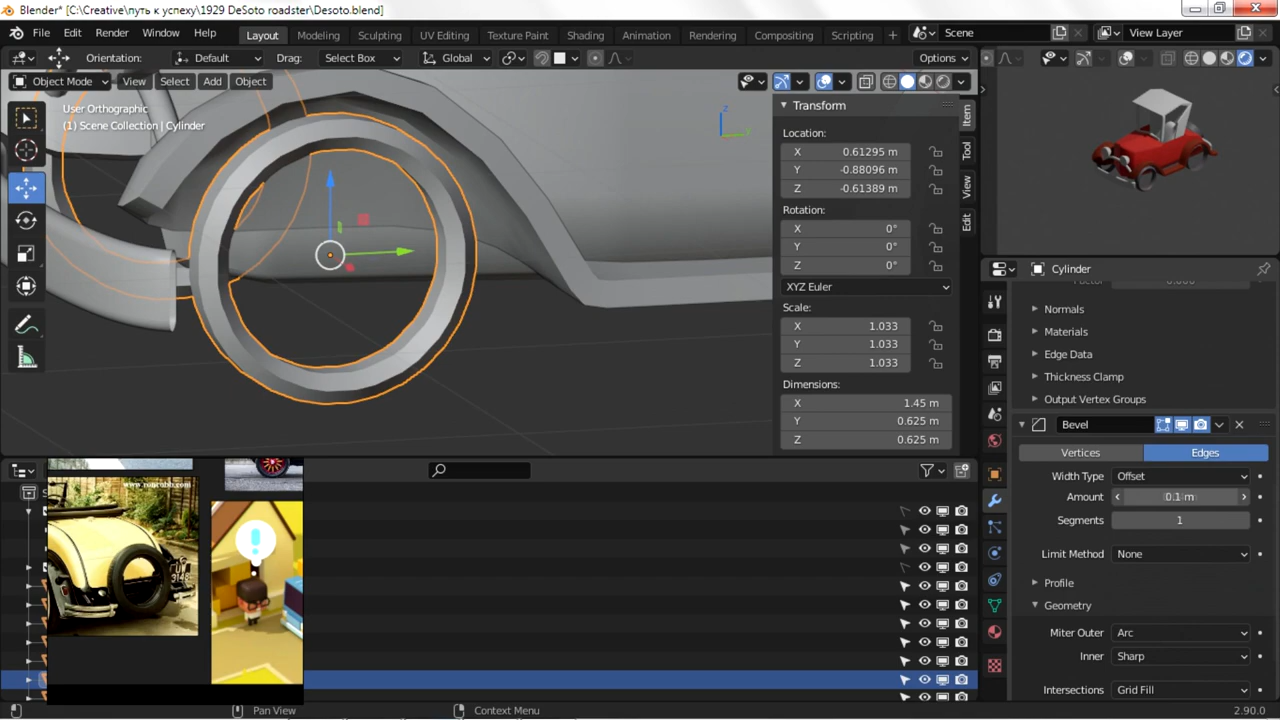 Blender* [C:\Creative\путь к успеху\1929 DeSoto roadster\Desoto.blend]
File Edit Render Window Help Layout Modeling Sculpting UV Editing Texture Paint Shading Animation Rendering Compositing Scripting + Scene View Layer
Orientation: Default Drag: Select Box Global Options
Object Mode View Select Add Object
User Orthographic
(1) Scene Collection | Cylinder
z
Y
Transform
Location:
X 0.61295 m
Y -0.88096 m
Z -0.61389 m
Rotation:
X 0°
Y 0°
Z 0°
XYZ Euler
Scale:
X 1.033
Y 1.033
Z 1.033
Dimensions:
X 1.45 m
Y 0.625 m
Z 0.625 m
Item
Tool
View
Edit
Cylinder
Normals
Materials
Edge Data
Thickness Clamp
Output Vertex Groups
Bevel
Vertices Edges
Width Type Offset
Amount 0.1 m
Segments 1
Limit Method None
Profile
Geometry
Miter Outer Arc
Inner Sharp
Intersections Grid Fill
Pan View Context Menu 2.90.0